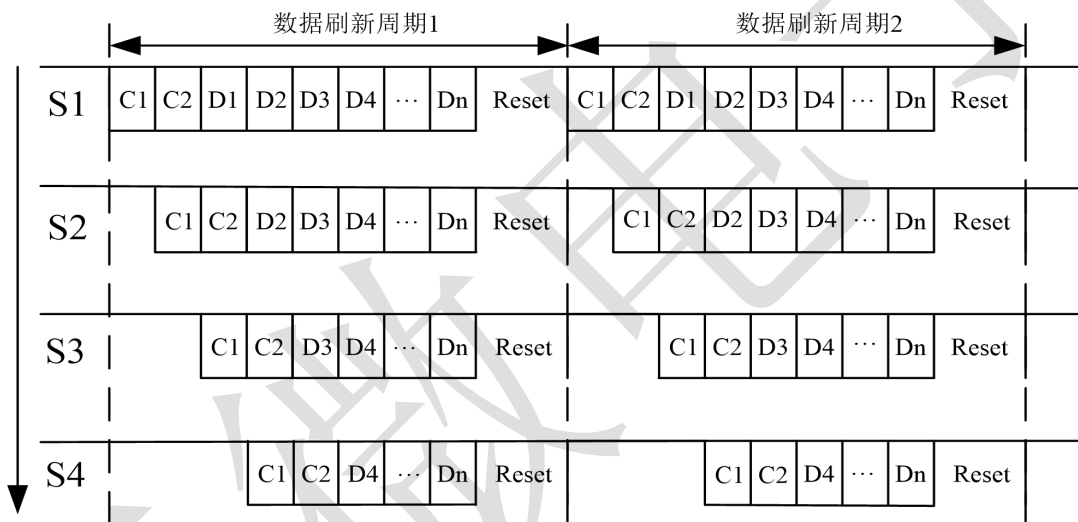 数据刷新周期1 数据刷新周期2
S1 C1 C2 D1 D2 D3 D4 ··· Dn Reset C1 C2 D1 D2 D3 D4 ··· Dn Reset
S2 C1 C2 D2 D3 D4 ··· Dn Reset C1 C2 D2 D3 D4 ··· Dn Reset
S3 C1 C2 D3 D4 ··· Dn Reset C1 C2 D3 D4 ··· Dn Reset
S4 C1 C2 D4 ··· Dn Reset C1 C2 D4 ··· Dn Reset
微电